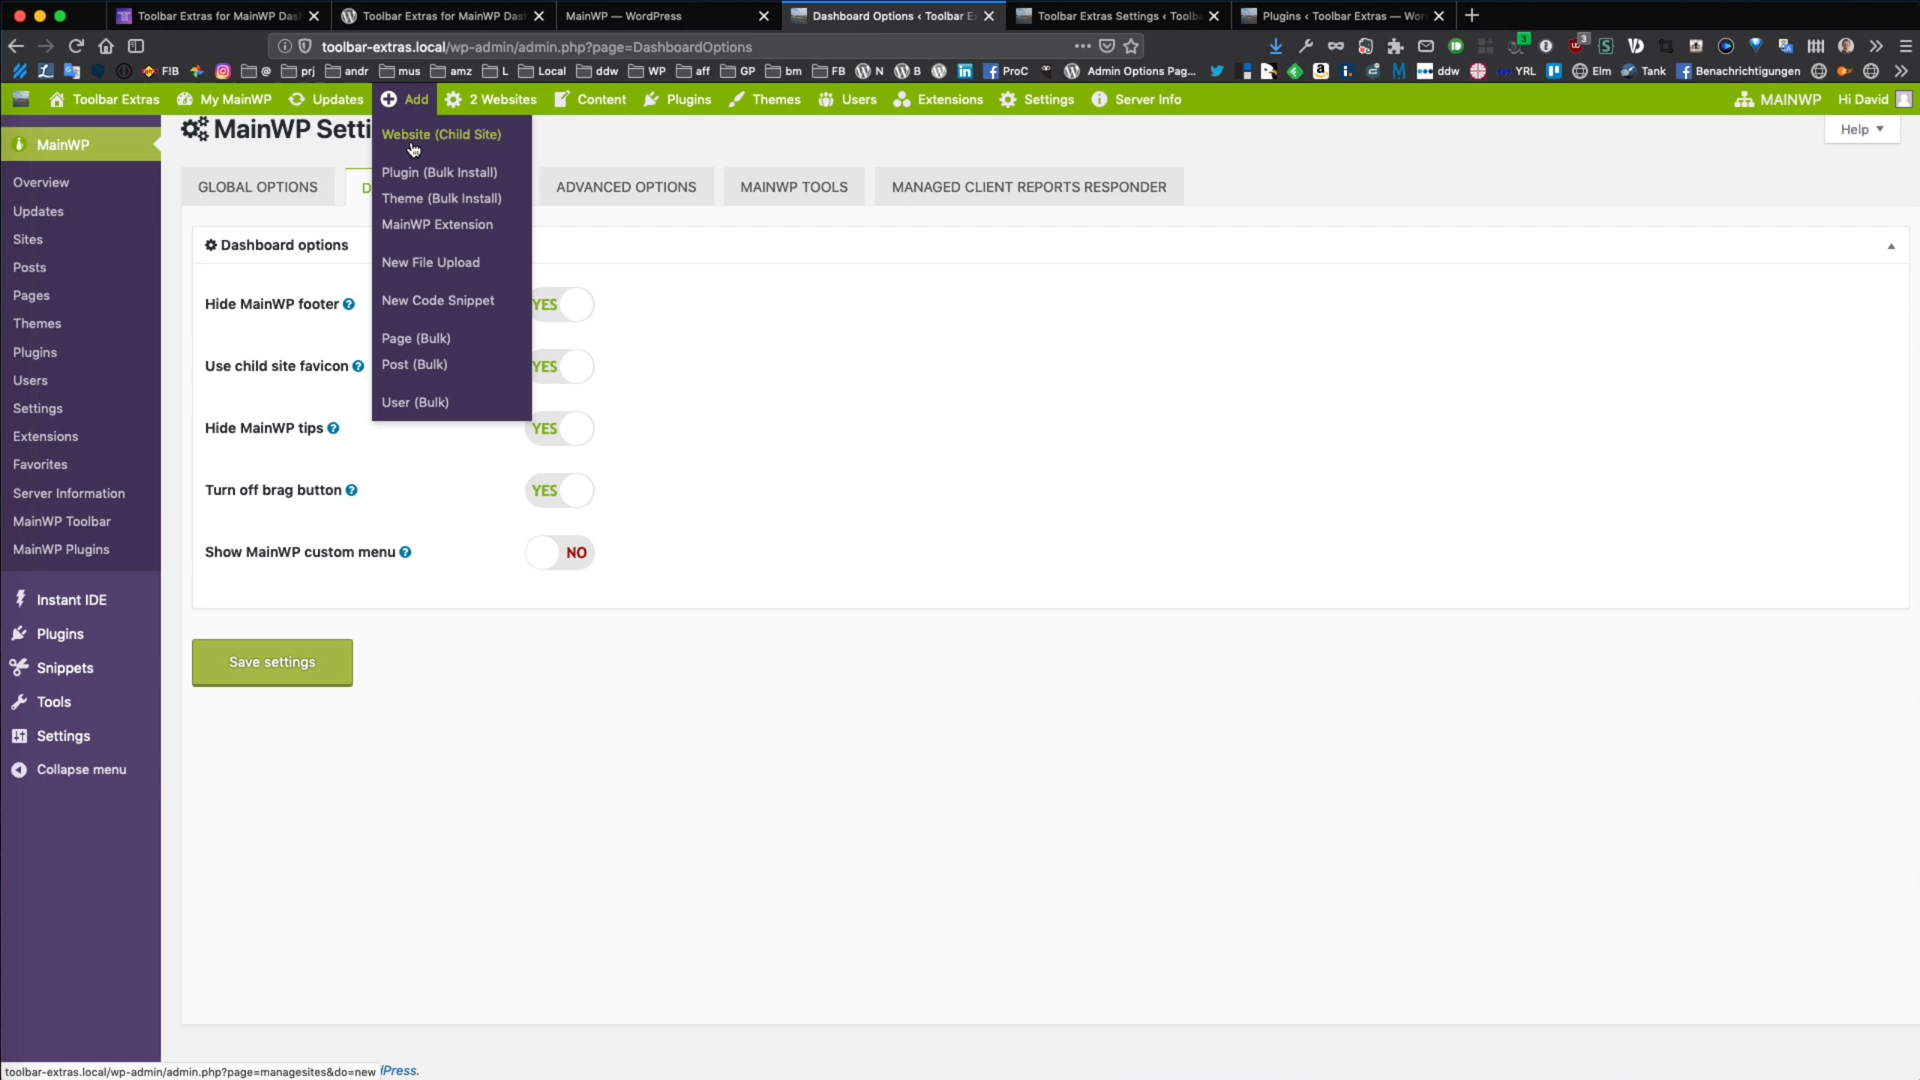 Toolbar Extras for MainWP Das
Toolbar Extras for MainWP Das
MainWP — WordPress
Dashboard Options ‹ Toolbar E
Toolbar Extras Settings ‹ Toolb
Plugins ‹ Toolbar Extras — Wor
toolbar-extras.local/wp-admin/admin.php?page=DashboardOptions
F!B @ prj andr mus amz L Local ddw WP aff GP bm FB N B ProC Admin Options Pag... ddw YRL Elm Tank Benachrichtigungen
Toolbar Extras My MainWP Updates Add 2 Websites Content Plugins Themes Users Extensions Settings Server Info MAINWP Hi David
MainWP
Overview
Updates
Sites
Posts
Pages
Themes
Plugins
Users
Settings
Extensions
Favorites
Server Information
MainWP Toolbar
MainWP Plugins
Instant IDE
Plugins
Snippets
Tools
Settings
Collapse menu
MainWP Setti
Help
Website (Child Site)
Plugin (Bulk Install)
Theme (Bulk Install)
MainWP Extension
New File Upload
New Code Snippet
Page (Bulk)
Post (Bulk)
User (Bulk)
GLOBAL OPTIONS D ADVANCED OPTIONS MAINWP TOOLS MANAGED CLIENT REPORTS RESPONDER
Dashboard options
Hide MainWP footer YES
Use child site favicon YES
Hide MainWP tips YES
Turn off brag button YES
Show MainWP custom menu NO
Save settings
toolbar-extras.local/wp-admin/admin.php?page=managesites&do=new
Press.